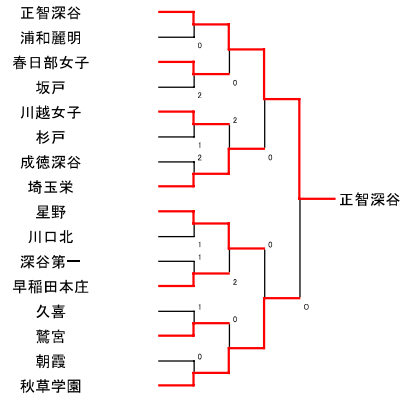 正智深谷
浦和麗明
0
春日部女子
0
坂戸
2
川越女子
2
杉戸
1
成徳深谷
2
0
埼玉栄
正智深谷
星野
川口北
1
0
深谷第一
1
早稲田本庄
2
久喜
1
0
0
鷲宮
朝霞
0
秋草学園